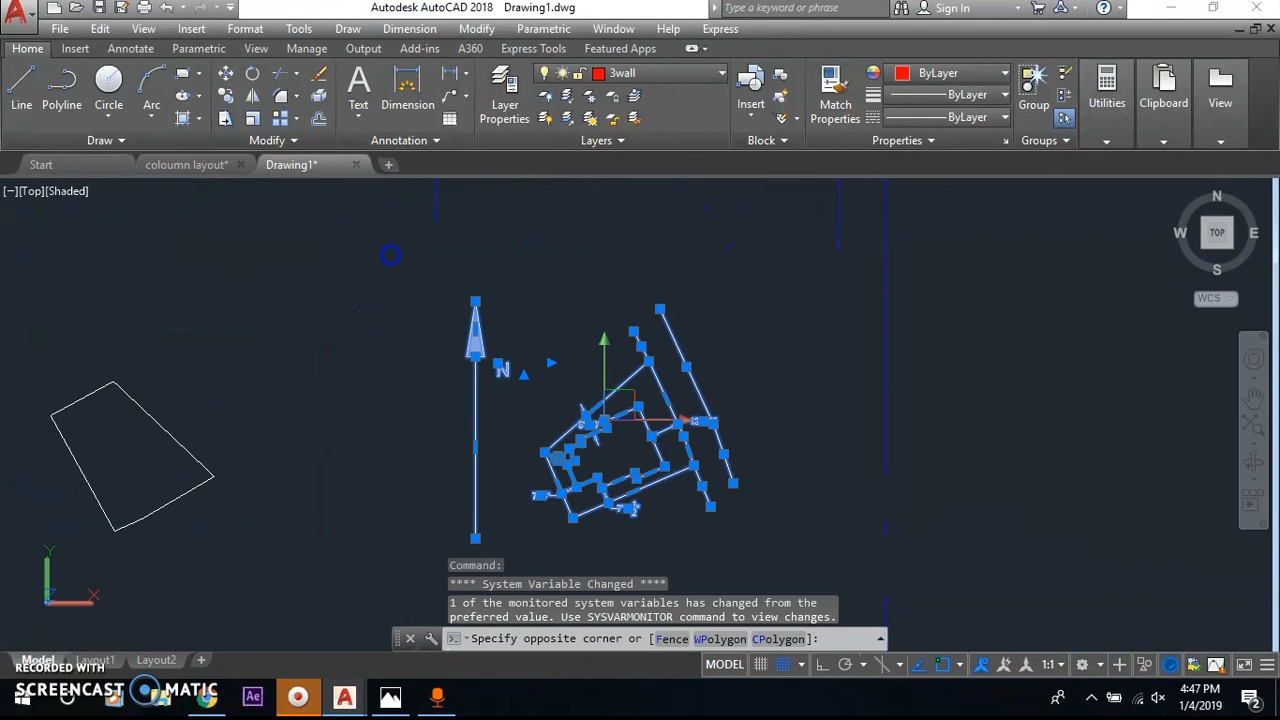 Autodesk AutoCAD 2018 Drawing1.dwg
Type a keyword or phrase
Sign In
File Edit View Insert Format Tools Draw Dimension Modify Parametric Window Help Express
Home Insert Annotate Parametric View Manage Output Add-ins A360 Express Tools Featured Apps
Line Polyline Circle Arc
Text Dimension
Layer Properties
3wall
Insert
Match Properties
ByLayer
ByLayer
ByLayer
Group
Utilities
Clipboard
View
Draw Modify Annotation Layers Block Properties Groups
Start coloumn layout* Drawing1*
[−][Top][Shaded]
N
W TOP E
S
WCS
N
Y
X
Command:
**** System Variable Changed ****
1 of the monitored system variables has changed from the
preferred value. Use SYSVARMONITOR command to view changes.
Specify opposite corner or [Fence WPolygon CPolygon]:
Model Layout1 Layout2
MODEL
1:1
RECORDED WITH
SCREENCAST MATIC
Ae
4:47 PM
1/4/2019
2